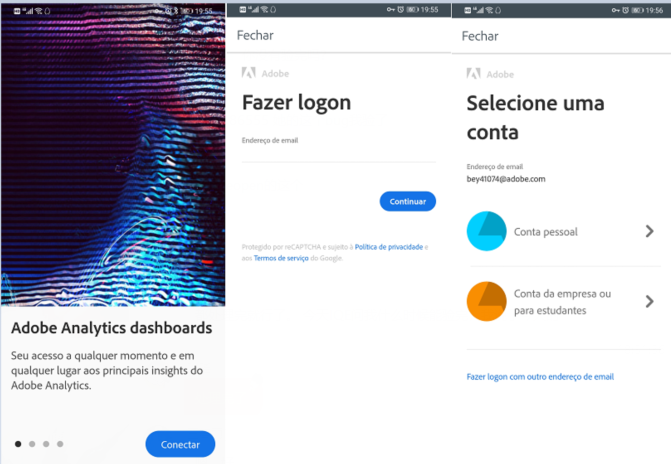 19:55
Adobe Analytics dashboards
Seu acesso a qualquer momento e em
qualquer lugar aos principais insights do
Adobe Analytics.
Conectar
19:55
Fechar
Adobe
Fazer logon
Endereço de email
Continuar
Protegido por reCAPTCHA e sujeito à Política de privacidade e
aos Termos de serviço do Google.
19:56
Fechar
Adobe
Selecione uma
conta
Endereço de email
bey41074@adobe.com
Conta pessoal
Conta da empresa ou
para estudantes
Fazer logon com outro endereço de email